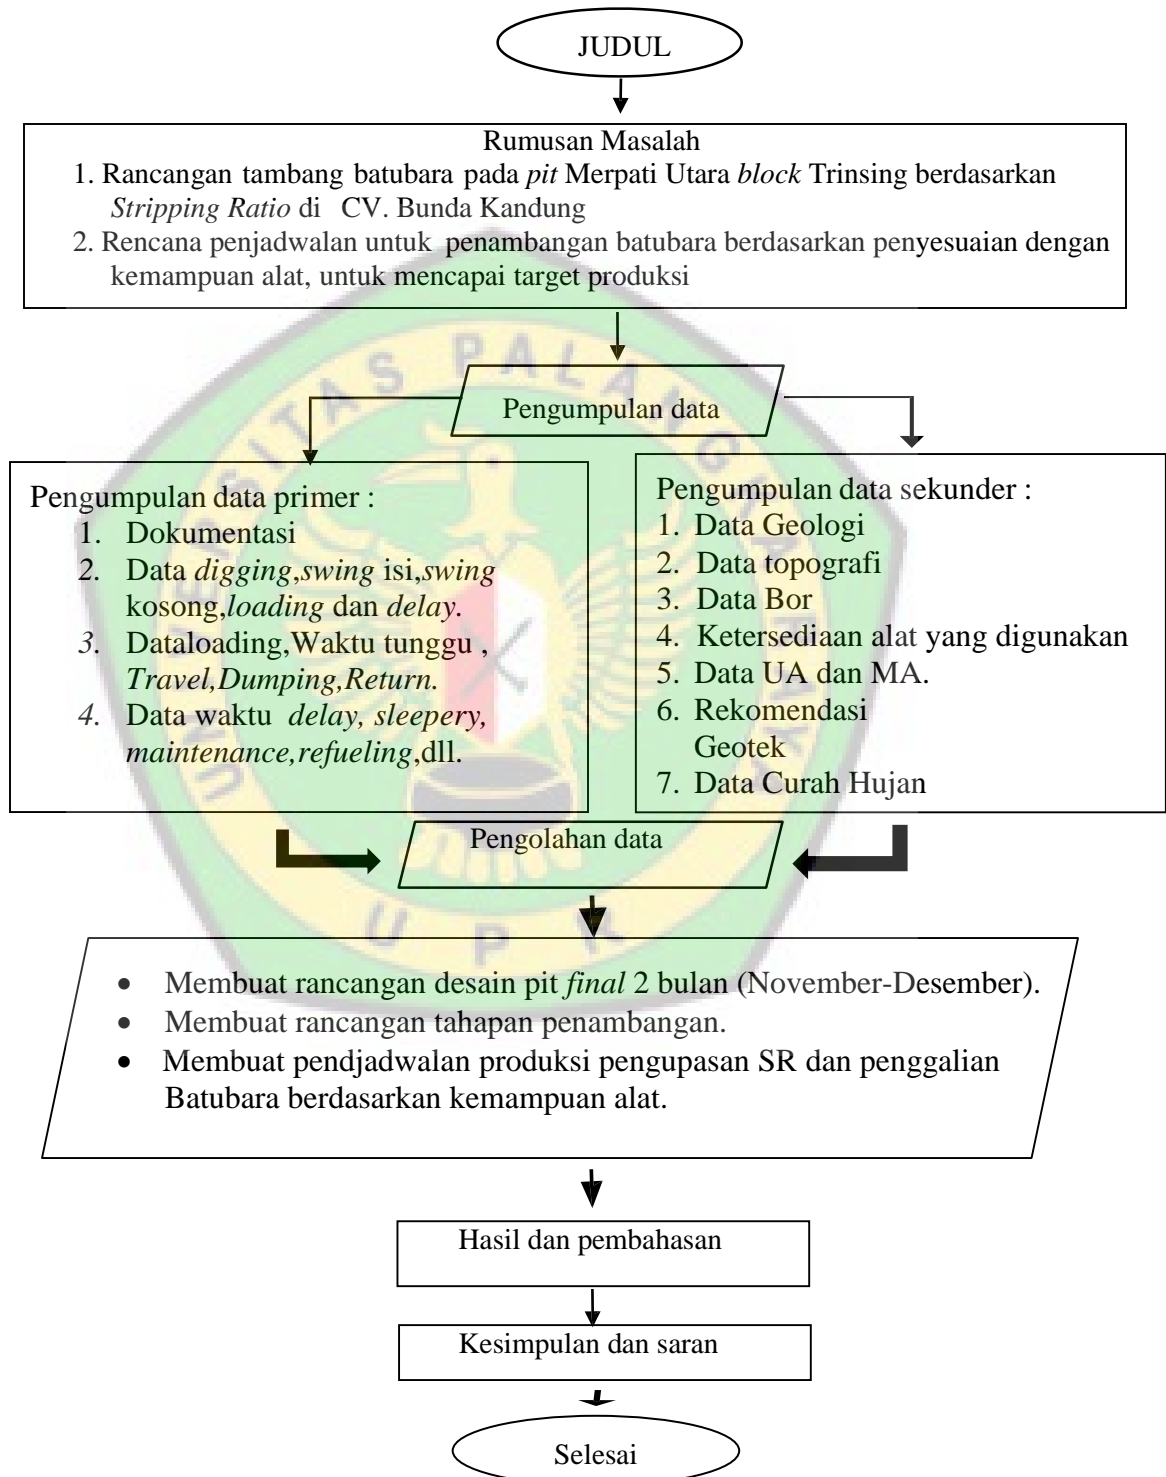 JUDUL
Rumusan Masalah
1. Rancangan tambang batubara pada pit Merpati Utara block Trinsing berdasarkan
Stripping Ratio di CV. Bunda Kandung
2. Rencana penjadwalan untuk penambangan batubara berdasarkan penyesuaian dengan
kemampuan alat, untuk mencapai target produksi
UNIVERSITAS PALANGKARAYA
Pengumpulan data
Pengumpulan data primer :
1. Dokumentasi
2. Data digging,swing isi,swing
kosong,loading dan delay.
3. Dataloading,Waktu tunggu ,
Travel,Dumping,Return.
4. Data waktu delay, sleepery,
maintenance,refueling,dll.
Pengumpulan data sekunder :
1. Data Geologi
2. Data topografi
3. Data Bor
4. Ketersediaan alat yang digunakan
5. Data UA dan MA.
6. Rekomendasi
Geotek
7. Data Curah Hujan
Pengolahan data
U P R
• Membuat rancangan desain pit final 2 bulan (November-Desember).
• Membuat rancangan tahapan penambangan.
• Membuat pendjadwalan produksi pengupasan SR dan penggalian
Batubara berdasarkan kemampuan alat.
Hasil dan pembahasan
Kesimpulan dan saran
Selesai